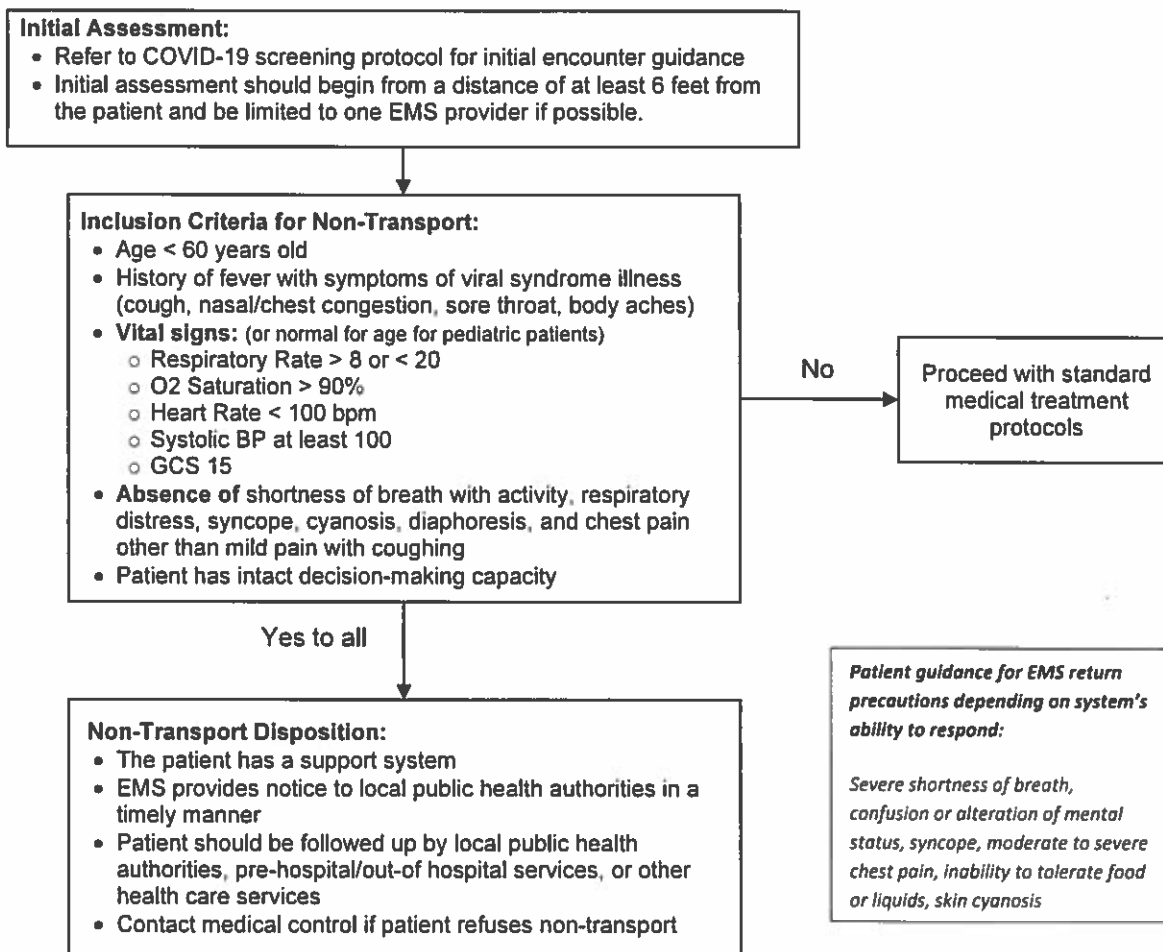 Initial Assessment:
• Refer to COVID-19 screening protocol for initial encounter guidance
• Initial assessment should begin from a distance of at least 6 feet from
the patient and be limited to one EMS provider if possible.
Inclusion Criteria for Non-Transport:
• Age < 60 years old
• History of fever with symptoms of viral syndrome illness
(cough, nasal/chest congestion, sore throat, body aches)
• Vital signs: (or normal for age for pediatric patients)
○ Respiratory Rate > 8 or < 20
○ O2 Saturation > 90%
○ Heart Rate < 100 bpm
○ Systolic BP at least 100
○ GCS 15
• Absence of shortness of breath with activity, respiratory
distress, syncope, cyanosis, diaphoresis, and chest pain
other than mild pain with coughing
• Patient has intact decision-making capacity
No
Proceed with standard
medical treatment
protocols
Yes to all
Non-Transport Disposition:
• The patient has a support system
• EMS provides notice to local public health authorities in a
timely manner
• Patient should be followed up by local public health
authorities, pre-hospital/out-of hospital services, or other
health care services
• Contact medical control if patient refuses non-transport
Patient guidance for EMS return
precautions depending on system's
ability to respond:
Severe shortness of breath,
confusion or alteration of mental
status, syncope, moderate to severe
chest pain, inability to tolerate food
or liquids, skin cyanosis